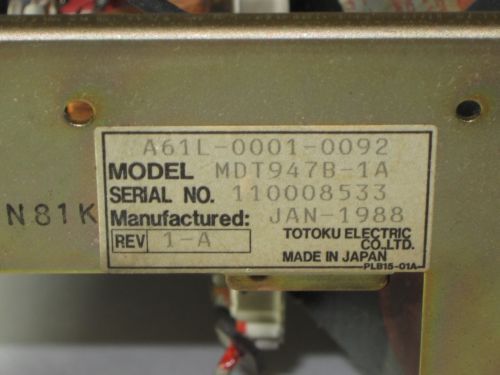 A61L-0001-0092
MODEL MDT947B-1A
SERIAL NO. 110008533
N81K
Manufactured: JAN-1988
REV 1-A
TOTOKU ELECTRIC
CO.,LTD.
MADE IN JAPAN
PLB15-01A